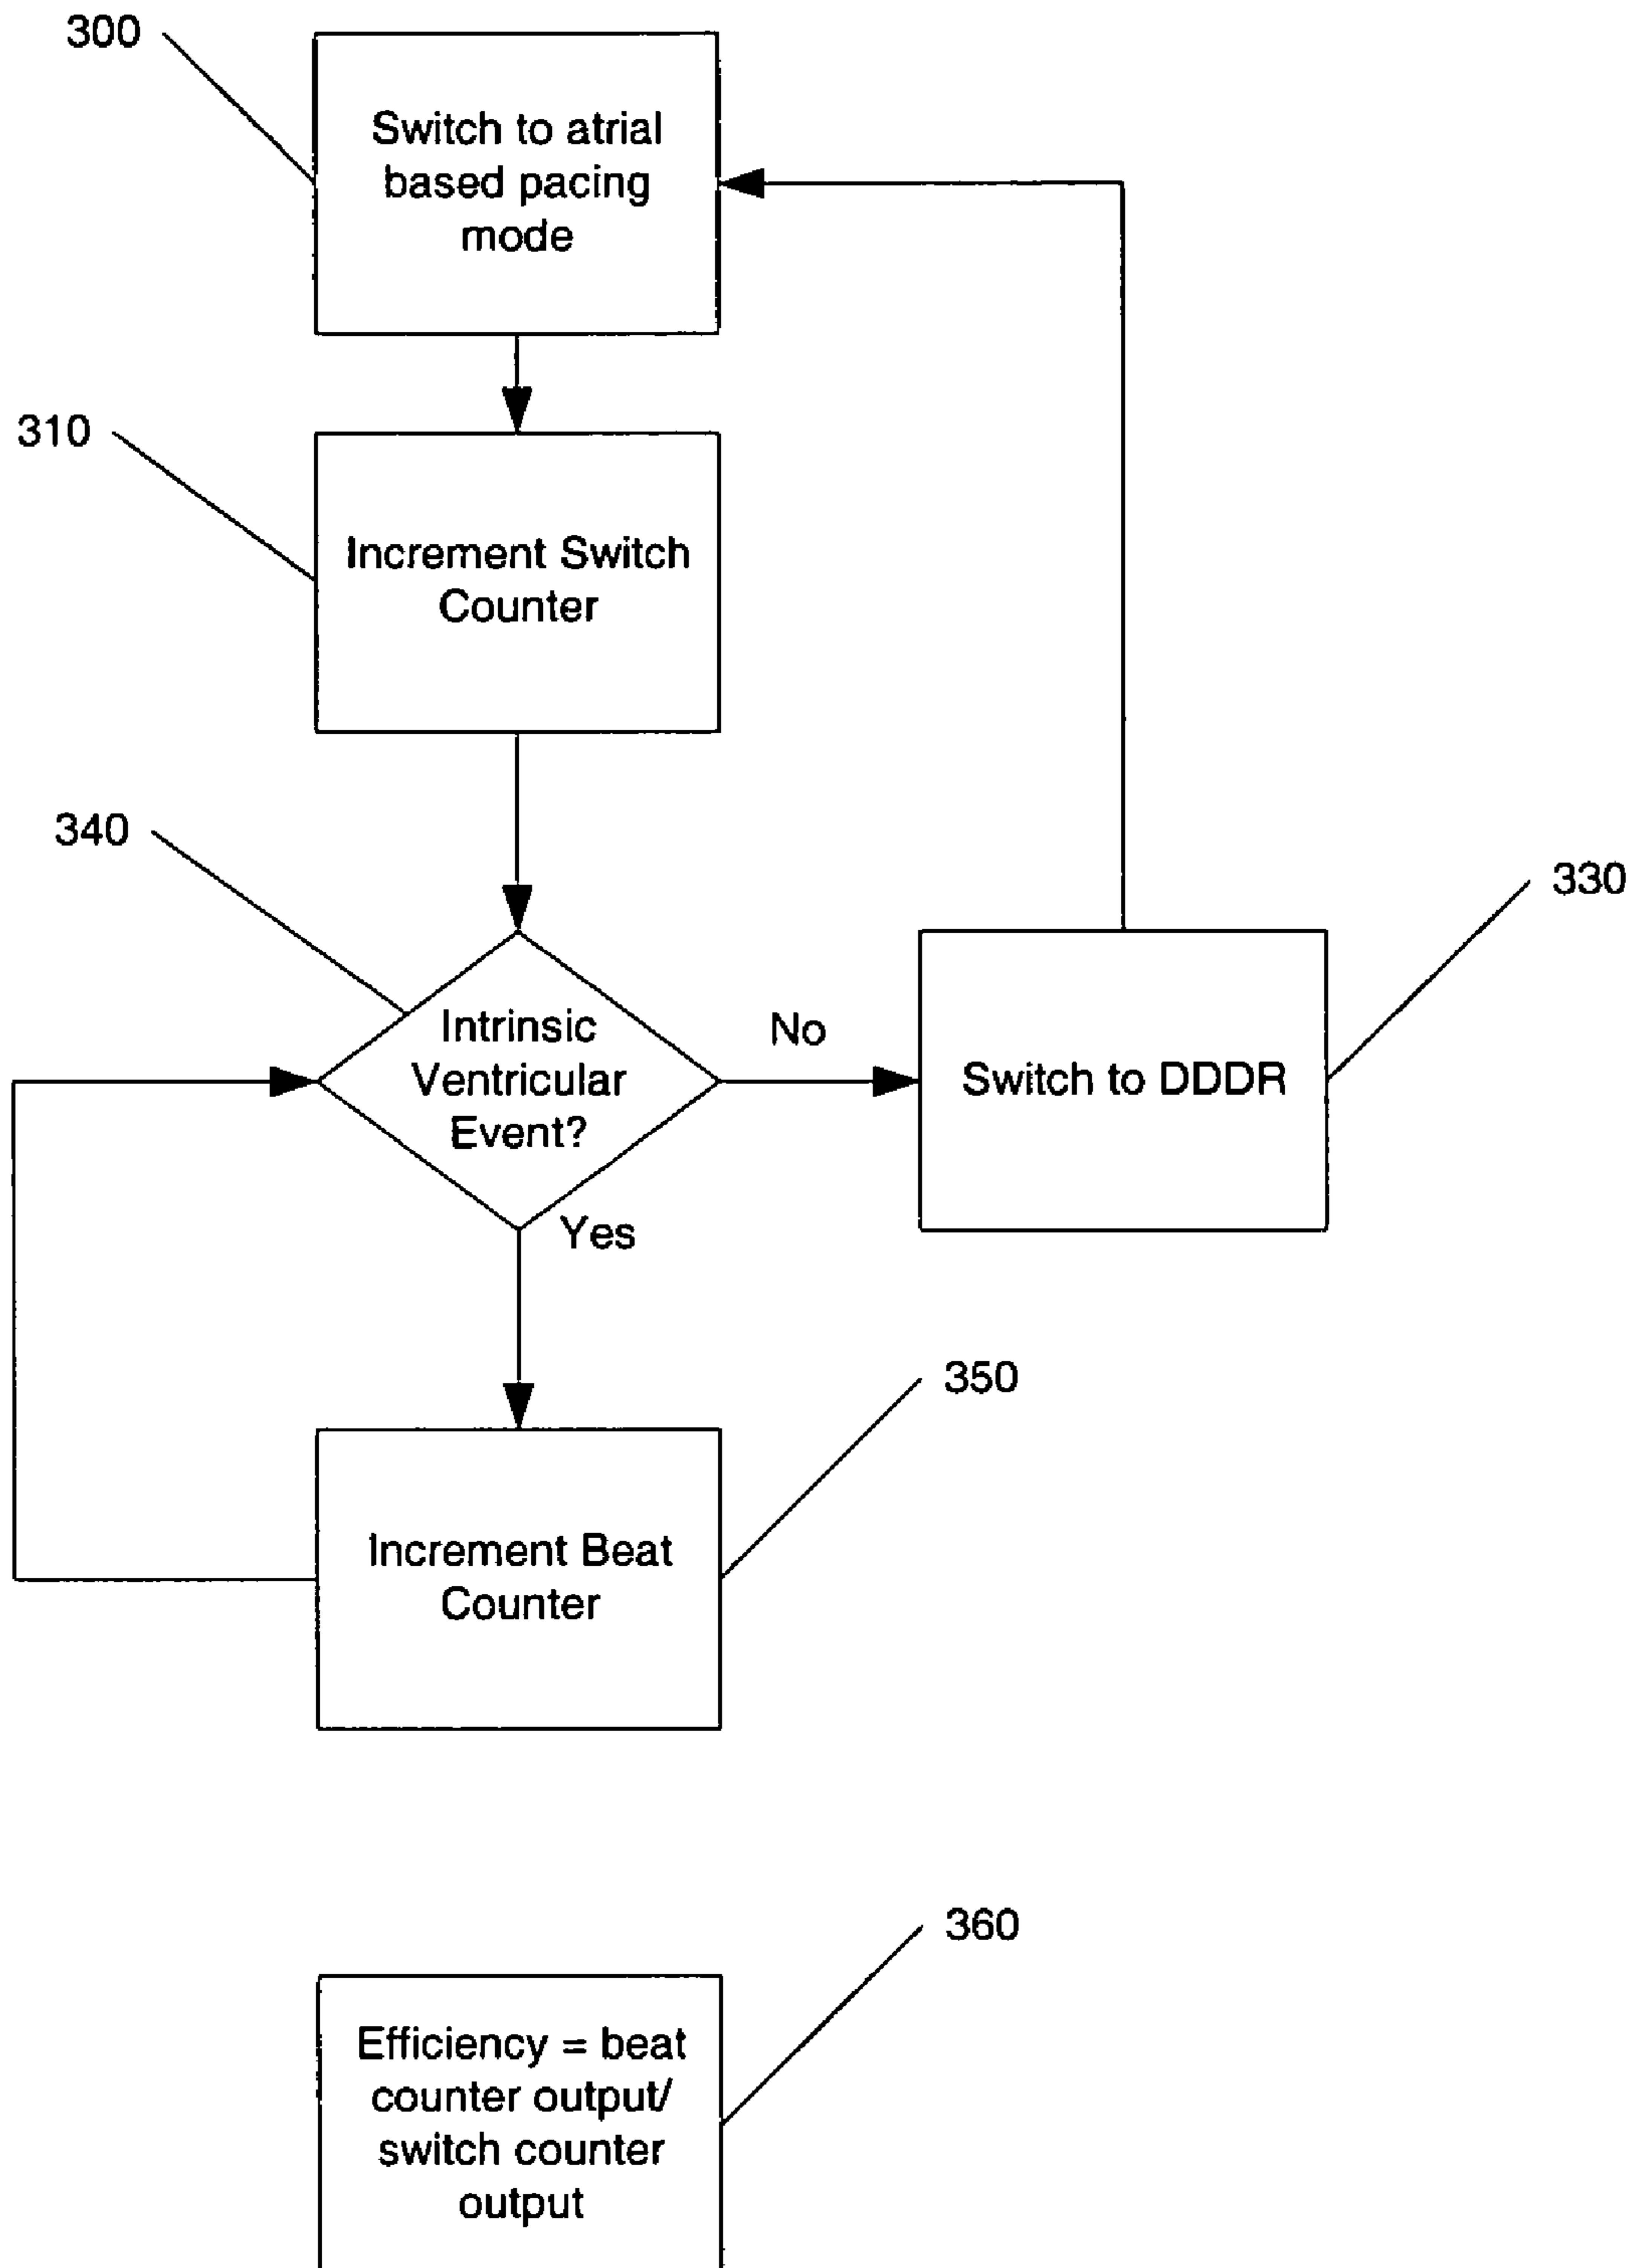 300
Switch to atrial
based pacing
mode
310
Increment Switch
Counter
340
Intrinsic
Ventricular
Event?
No
330
Switch to DDDR
Yes
350
Increment Beat
Counter
360
Efficiency = beat
counter output/
switch counter
output